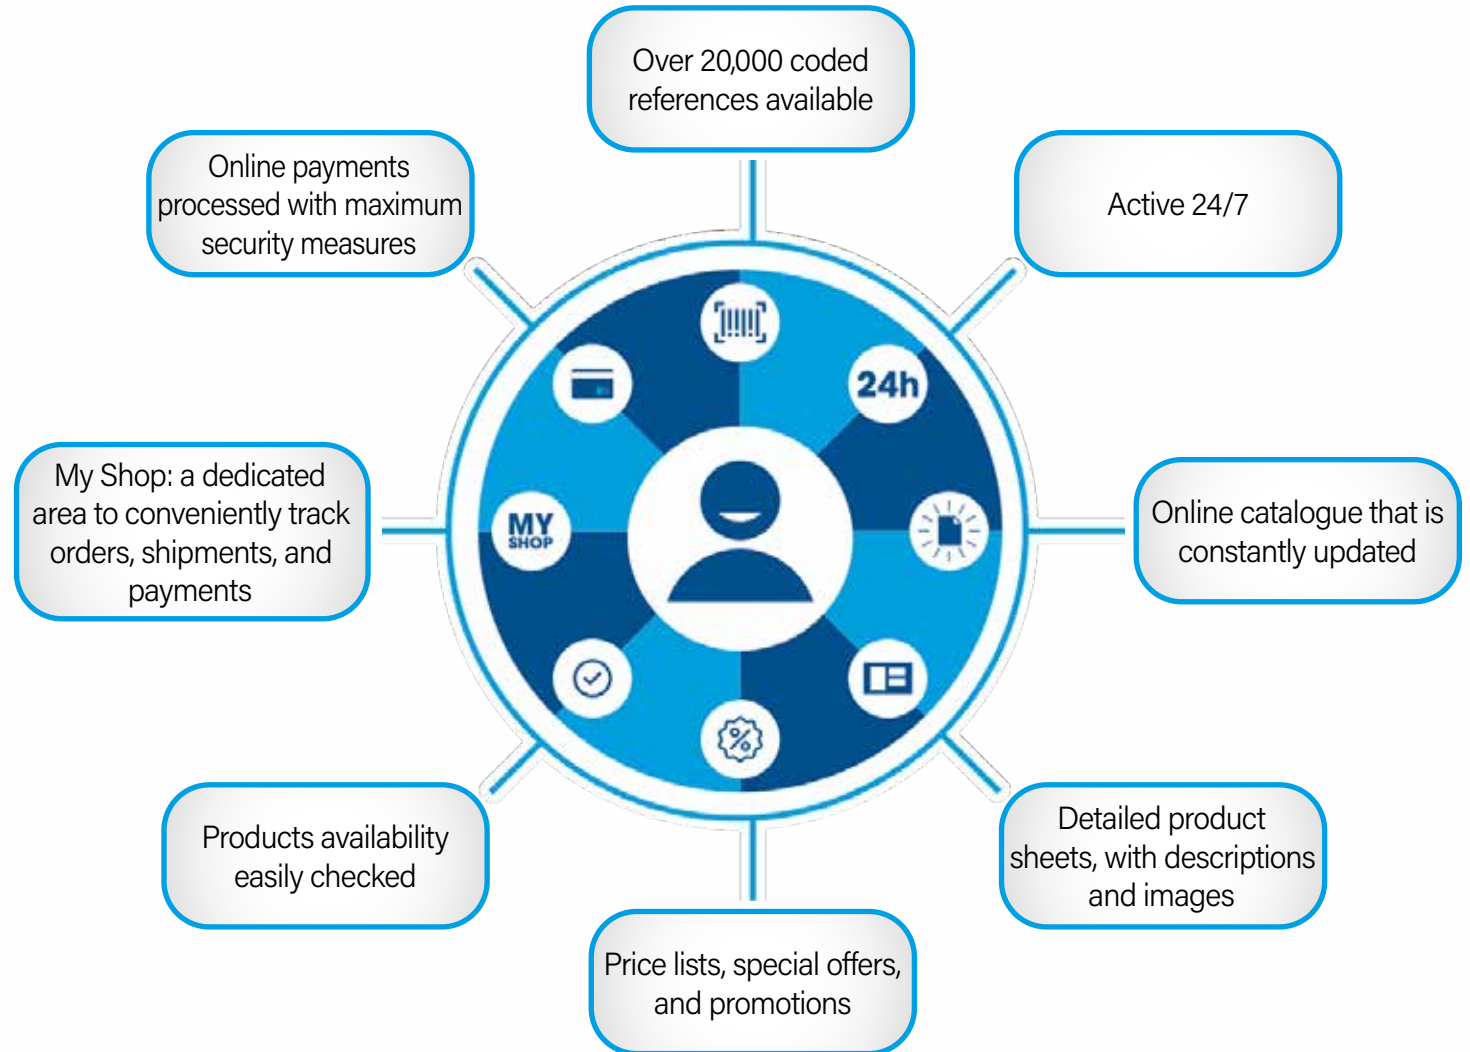 Over 20,000 coded
references available
Online payments
processed with maximum
security measures
Active 24/7
24h
My Shop: a dedicated
area to conveniently track
orders, shipments, and
payments
MY
SHOP
Online catalogue that is
constantly updated
Products availability
easily checked
%
Detailed product
sheets, with descriptions
and images
Price lists, special offers,
and promotions